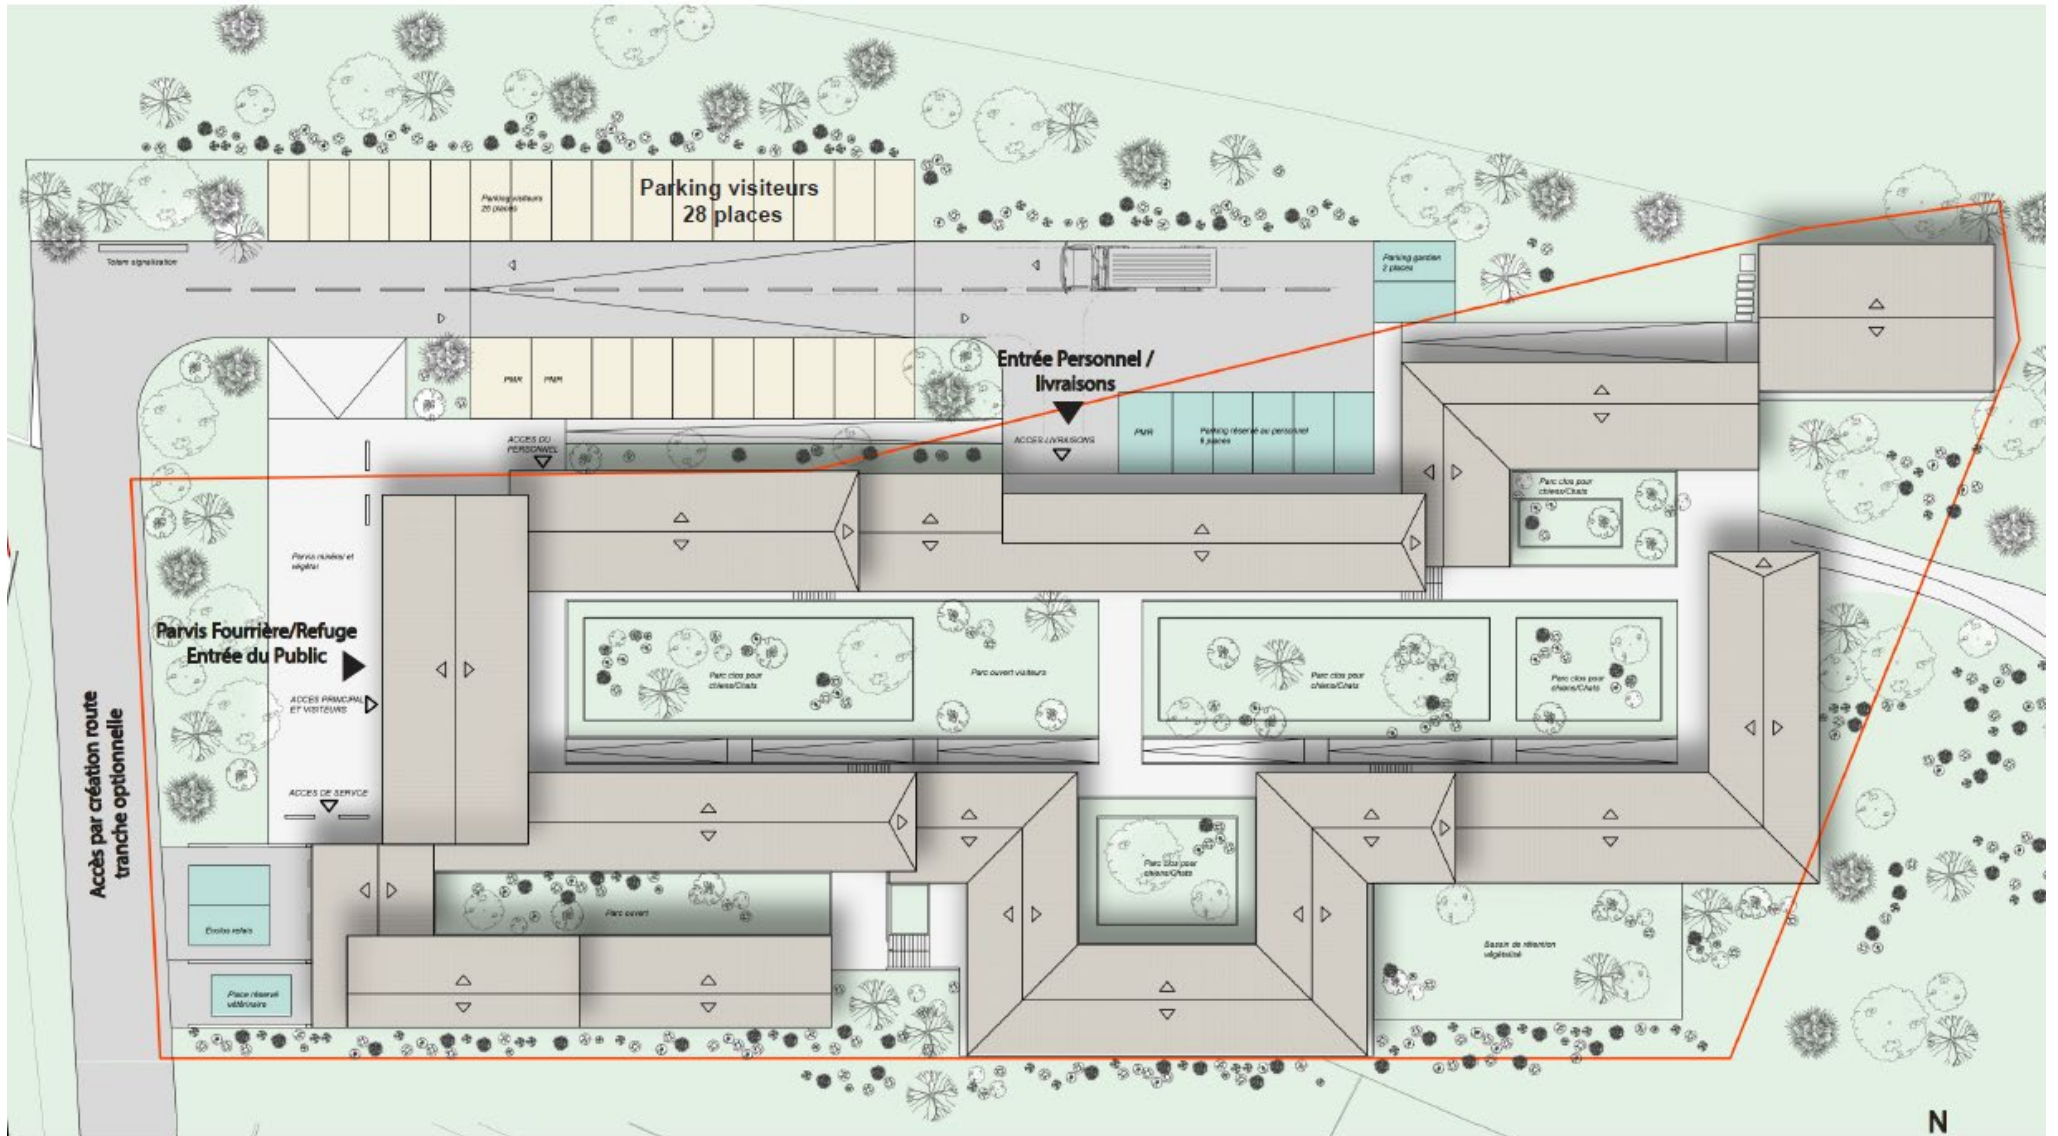 Parking visiteurs
28 places
Parking visiteurs
28 places
Totem signalisation
Parking gardien
2 places
Entrée Personnel /
livraisons
PMR
PMR
ACCES DU
PERSONNEL
ACCES LIVRAISONS
PMR
Parking réservé au personnel
6 places
Parc clos pour
chiens/Chats
Parvis minéral et
végétal
Parvis Fourrière/Refuge
Entrée du Public
ACCES PRINCIPAL
ET VISITEURS
Parc clos pour
chiens/Chats
Parc ouvert visiteurs
Parc clos pour
chiens/Chats
Parc clos pour
chiens/Chats
Accès par création route
tranche optionnelle
ACCES DE SERVCE
Parc clos pour
chiens/Chats
Parc ouvert
Bassin de rétention
végétalisé
Place réservé
vétérinaire
N